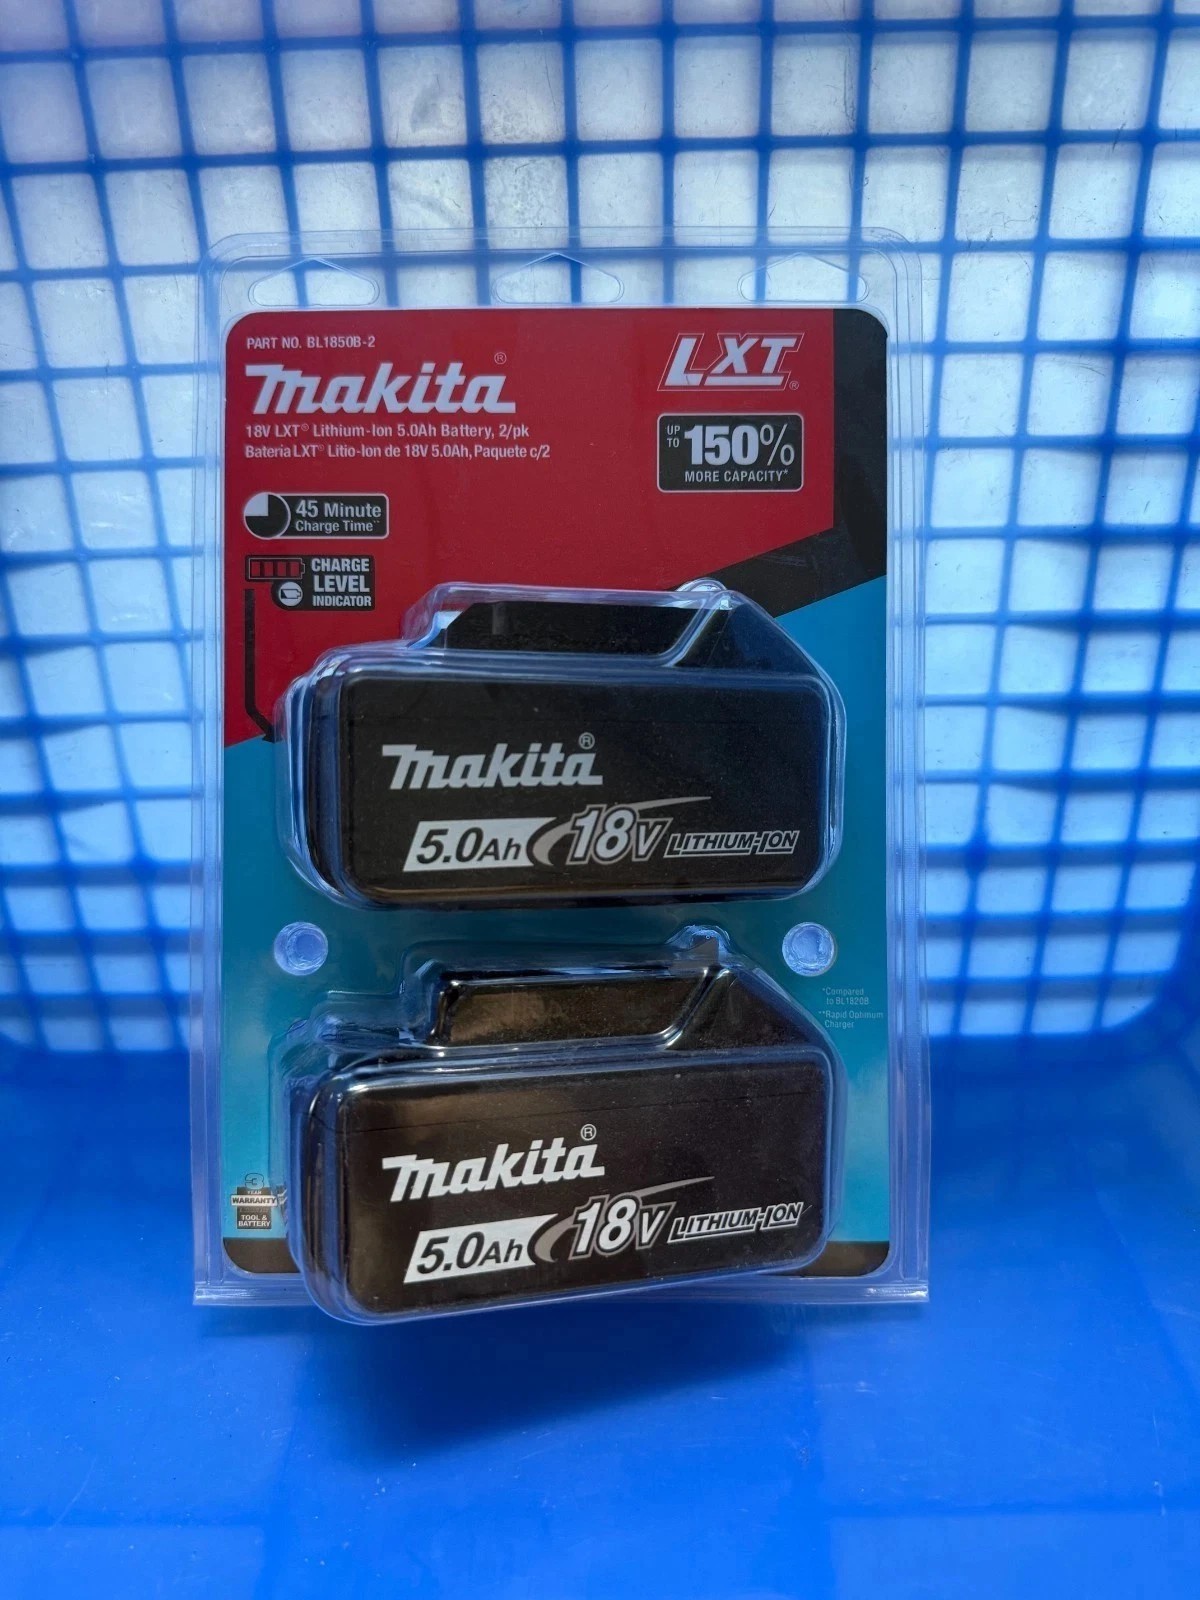 PART NO. BL1850B-2
makita®
18V LXT® Lithium-Ion 5.0Ah Battery, 2/pk
Batería LXT® Litio-Ion de 18V 5.0Ah, Paquete c/2
LXT®
UP TO 150%
MORE CAPACITY*
45 Minute
Charge Time**
CHARGE
LEVEL
INDICATOR
makita®
5.0Ah 18V LITHIUM-ION
*Compared
to BL1820B
**Rapid Optimum
Charger
makita®
5.0Ah 18V LITHIUM-ION
3
YEAR
WARRANTY
TOOL &
BATTERY